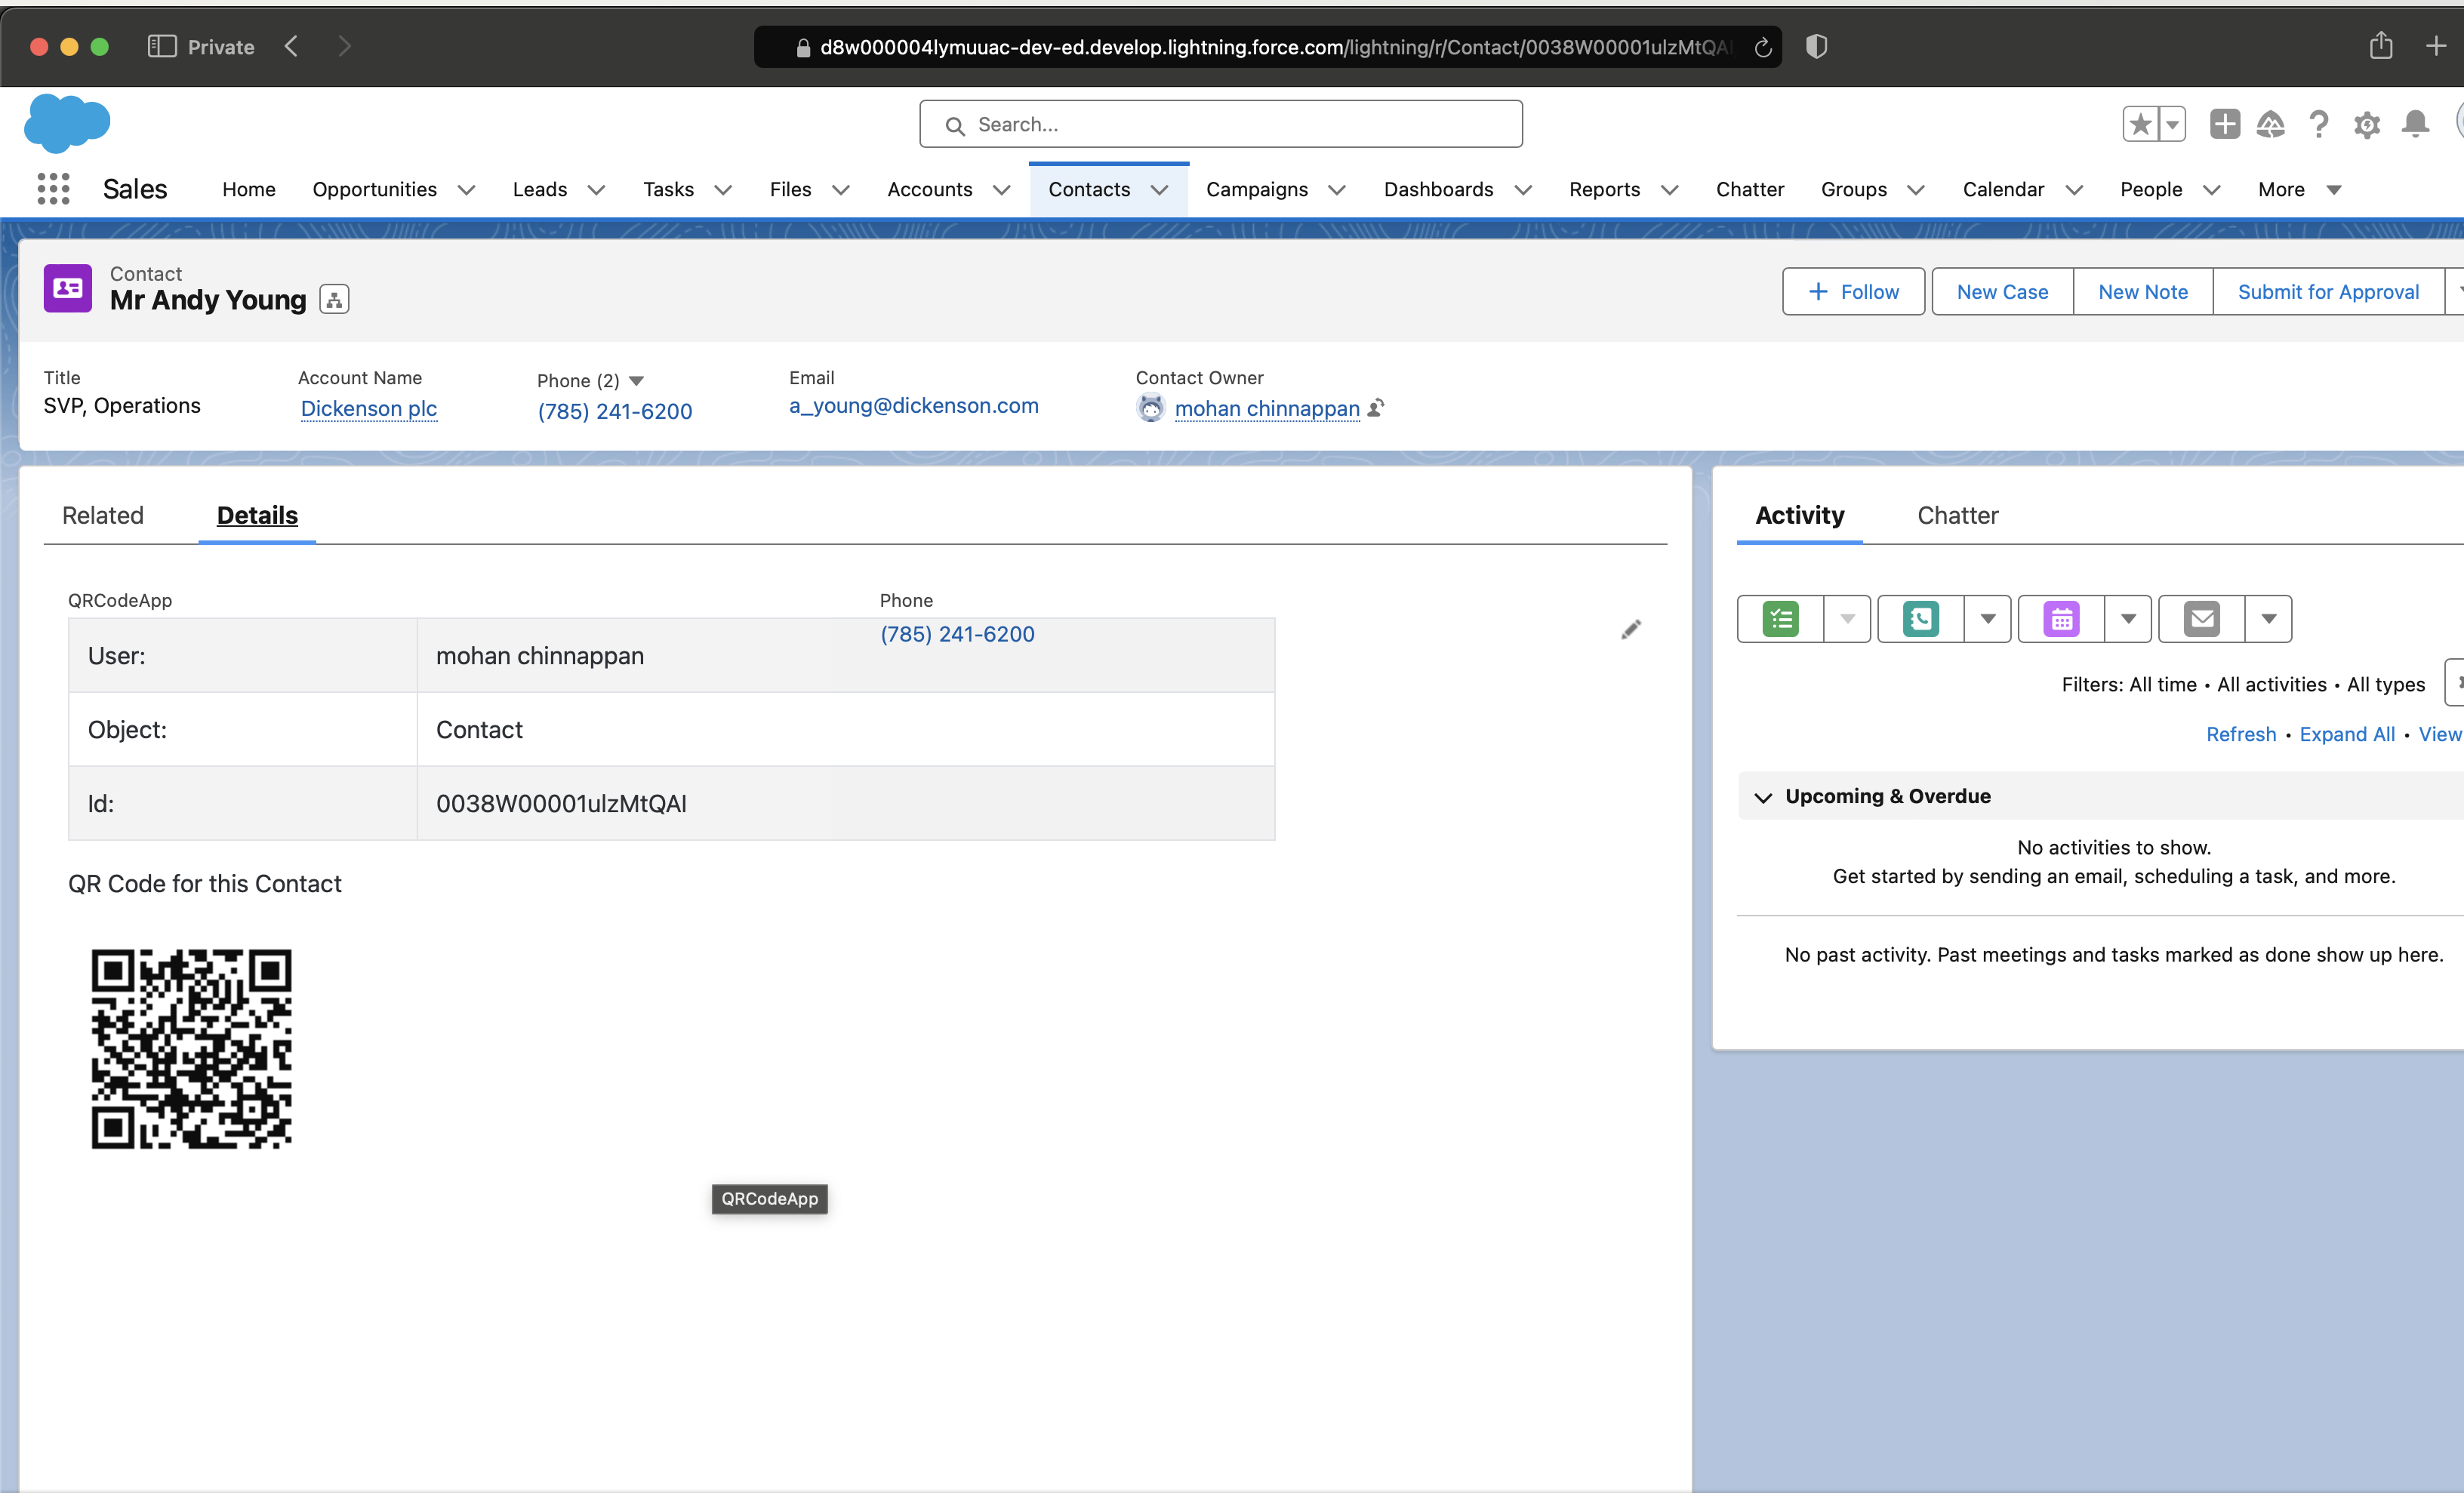 Private
d8w000004lymuuac-dev-ed.develop.lightning.force.com/lightning/r/Contact/0038W00001ulzMtQA
Search...
Sales Home Opportunities Leads Tasks Files Accounts Contacts Campaigns Dashboards Reports Chatter Groups Calendar People More
Contact
Mr Andy Young
Follow New Case New Note Submit for Approval
Title Account Name Phone (2) Email Contact Owner
SVP, Operations Dickenson plc (785) 241-6200 a_young@dickenson.com mohan chinnappan
Related Details
QRCodeApp Phone
(785) 241-6200
User: mohan chinnappan
Object: Contact
Id: 0038W00001ulzMtQAI
QR Code for this Contact
QRCodeApp
Activity Chatter
Filters: All time • All activities • All types
Refresh • Expand All • View
Upcoming & Overdue
No activities to show.
Get started by sending an email, scheduling a task, and more.
No past activity. Past meetings and tasks marked as done show up here.